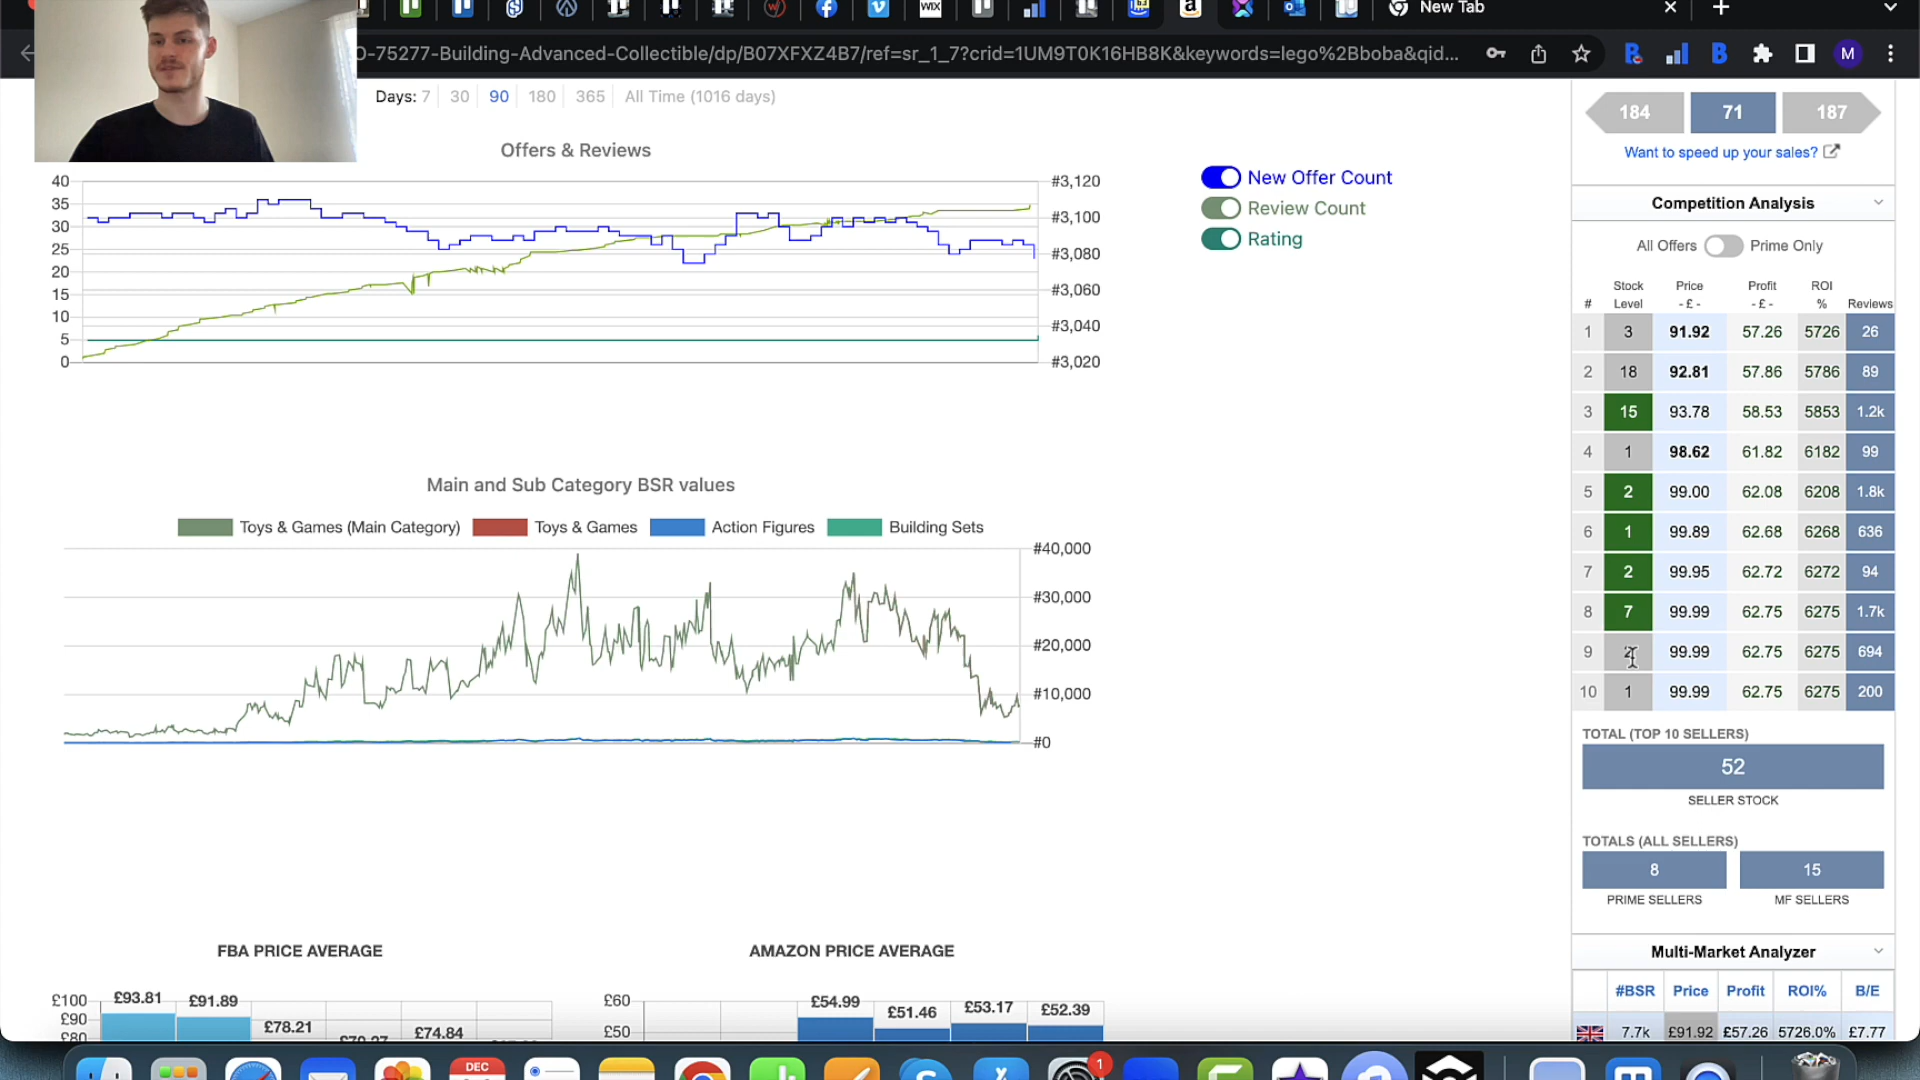 WIX
b3
a
New Tab
O-75277-Building-Advanced-Collectible/dp/B07XFXZ4B7/ref=sr_1_7?crid=1UM9T0K16HB8K&keywords=lego%2Bboba&qid...
M
Days: 7 30 90 180 365 All Time (1016 days)
Offers & Reviews
40
35
30
25
20
15
10
5
0
#3,120
#3,100
#3,080
#3,060
#3,040
#3,020
New Offer Count
Review Count
Rating
Main and Sub Category BSR values
Toys & Games (Main Category) Toys & Games Action Figures Building Sets
#40,000
#30,000
#20,000
#10,000
#0
FBA PRICE AVERAGE
£100
£90
£80
£93.81 £91.89 £78.21 £74.84
AMAZON PRICE AVERAGE
£60
£50
£54.99 £51.46 £53.17 £52.39
184 71 187
Want to speed up your sales?
Competition Analysis
All Offers Prime Only
# Stock Level Price - £ - Profit - £ - ROI % Reviews
1 3 91.92 57.26 5726 26
2 18 92.81 57.86 5786 89
3 15 93.78 58.53 5853 1.2k
4 1 98.62 61.82 6182 99
5 2 99.00 62.08 6208 1.8k
6 1 99.89 62.68 6268 636
7 2 99.95 62.72 6272 94
8 7 99.99 62.75 6275 1.7k
9 99.99 62.75 6275 694
10 1 99.99 62.75 6275 200
TOTAL (TOP 10 SELLERS)
52
SELLER STOCK
TOTALS (ALL SELLERS)
8 15
PRIME SELLERS MF SELLERS
Multi-Market Analyzer
#BSR Price Profit ROI% B/E
7.7k £91.92 £57.26 5726.0% £7.77
DEC
1